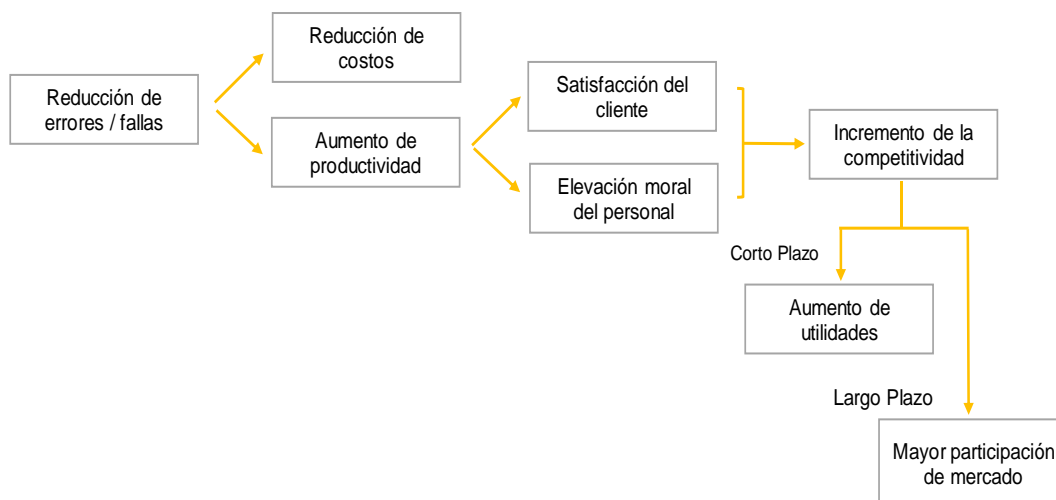 Reducción de
errores / fallas
Reducción de
costos
Aumento de
productividad
Satisfacción del
cliente
Elevación moral
del personal
Incremento de la
competitividad
Corto Plazo
Aumento de
utilidades
Largo Plazo
Mayor participación
de mercado